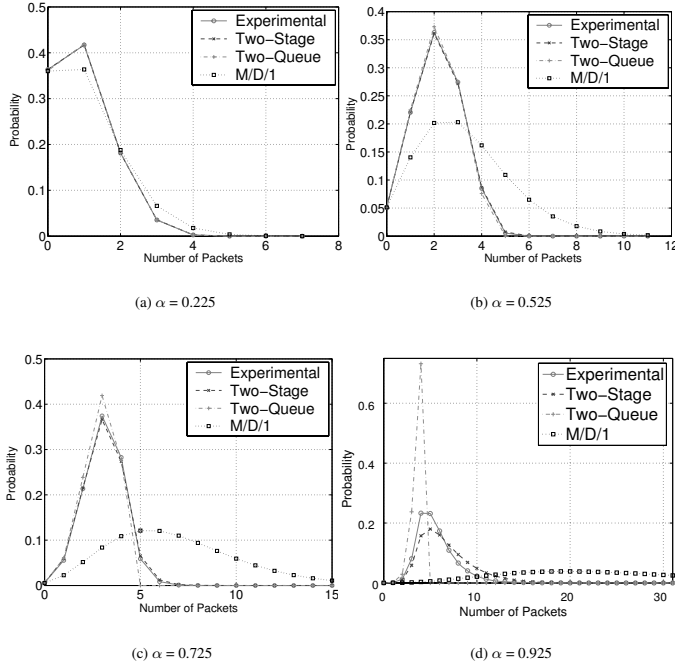 0.5
0.4
0.3
0.2
0.1
0
0
2
4
6
8
Probability
Number of Packets
Experimental
Two−Stage
Two−Queue
M/D/1
(a) α = 0.225
0.4
0.35
0.3
0.25
0.2
0.15
0.1
0.05
0
0
2
4
6
8
10
12
Probability
Number of Packets
Experimental
Two−Stage
Two−Queue
M/D/1
(b) α = 0.525
0.5
0.4
0.3
0.2
0.1
0
0
5
10
15
Probability
Number of Packets
Experimental
Two−Stage
Two−Queue
M/D/1
(c) α = 0.725
0.6
0.4
0.2
0
0
10
20
30
Probability
Number of Packets
Experimental
Two−Stage
Two−Queue
M/D/1
(d) α = 0.925